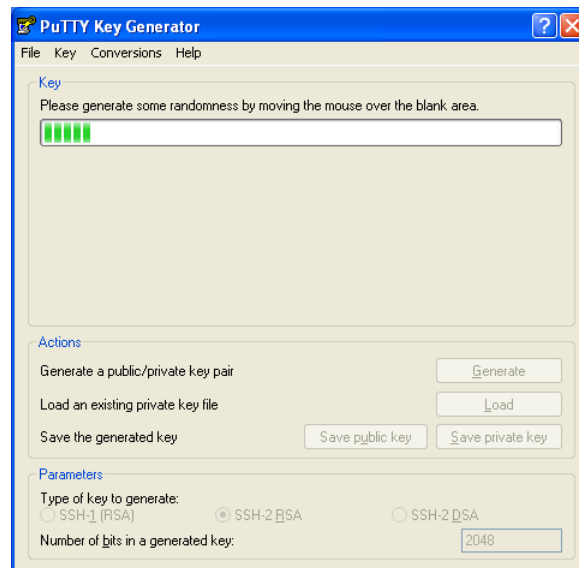 PuTTY Key Generator
File Key Conversions Help
Key
Please generate some randomness by moving the mouse over the blank area.
Actions
Generate a public/private key pair
Generate
Load an existing private key file
Load
Save the generated key
Save public key
Save private key
Parameters
Type of key to generate:
SSH-1 (RSA) SSH-2 RSA SSH-2 DSA
Number of bits in a generated key:
2048